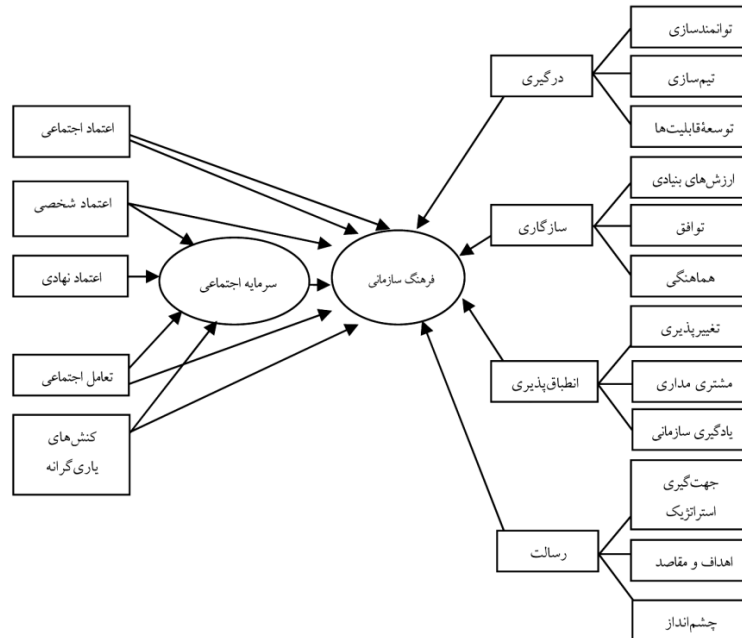 توانمندسازی
تیم‌سازی
توسعهٔ قابلیت‌ها
درگیری
ارزش‌های بنیادی
توافق
هماهنگی
سازگاری
تغییرپذیری
مشتری مداری
یادگیری سازمانی
انطباق‌پذیری
جهت‌گیری
استراتژیک
اهداف و مقاصد
چشم‌انداز
رسالت
فرهنگ سازمانی
سرمایه اجتماعی
اعتماد اجتماعی
اعتماد شخصی
اعتماد نهادی
تعامل اجتماعی
کنش‌های
یاری‌گرانه